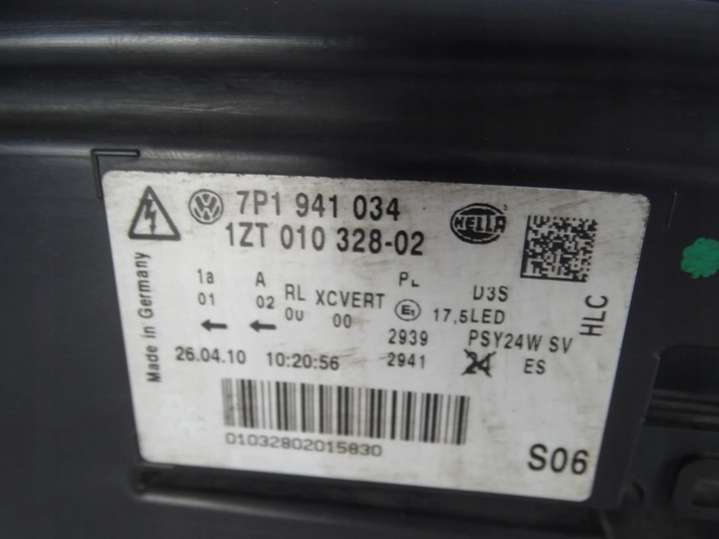 7P1 941 034
1ZT 010 328-02
HELLA
Made in Germany
1a A RL XCVERT PL D3S
01 02 0U 00 E1 17,5LED
2939 PSY24W SV
26.04.10 10:20:56 2941 24 ES
HLC
01032802015830
S06